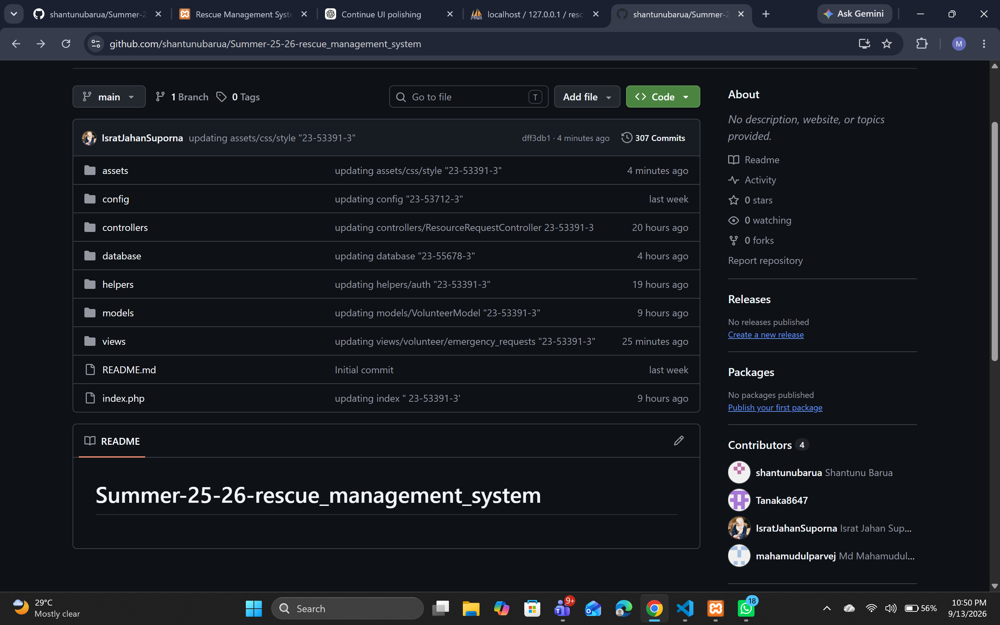 shantunubarua/Summer-2
Rescue Management Syste
Continue UI polishing
localhost / 127.0.0.1 / resc
shantunubarua/Summer-2
Ask Gemini
github.com/shantunubarua/Summer-25-26-rescue_management_system
M
main
1 Branch
0 Tags
Go to file
T
Add file
Code
IsratJahanSuporna updating assets/css/style "23-53391-3"
dff3db1 · 4 minutes ago
307 Commits
assets updating assets/css/style "23-53391-3" 4 minutes ago
config updating config "23-53712-3" last week
controllers updating controllers/ResourceRequestController 23-53391-3 20 hours ago
database updating database "23-55678-3" 4 hours ago
helpers updating helpers/auth "23-53391-3" 19 hours ago
models updating models/VolunteerModel "23-53391-3" 9 hours ago
views updating views/volunteer/emergency_requests "23-53391-3" 25 minutes ago
README.md Initial commit last week
index.php updating index " 23-53391-3' 9 hours ago
README
Summer-25-26-rescue_management_system
About
No description, website, or topics
provided.
Readme
Activity
0 stars
0 watching
0 forks
Report repository
Releases
No releases published
Create a new release
Packages
No packages published
Publish your first package
Contributors 4
shantunubarua Shantunu Barua
Tanaka8647
IsratJahanSuporna Israt Jahan Sup...
mahamudulparvej Md Mahamudul...
29°C
Mostly clear
Search
9+
18
56%
10:50 PM
9/13/2026